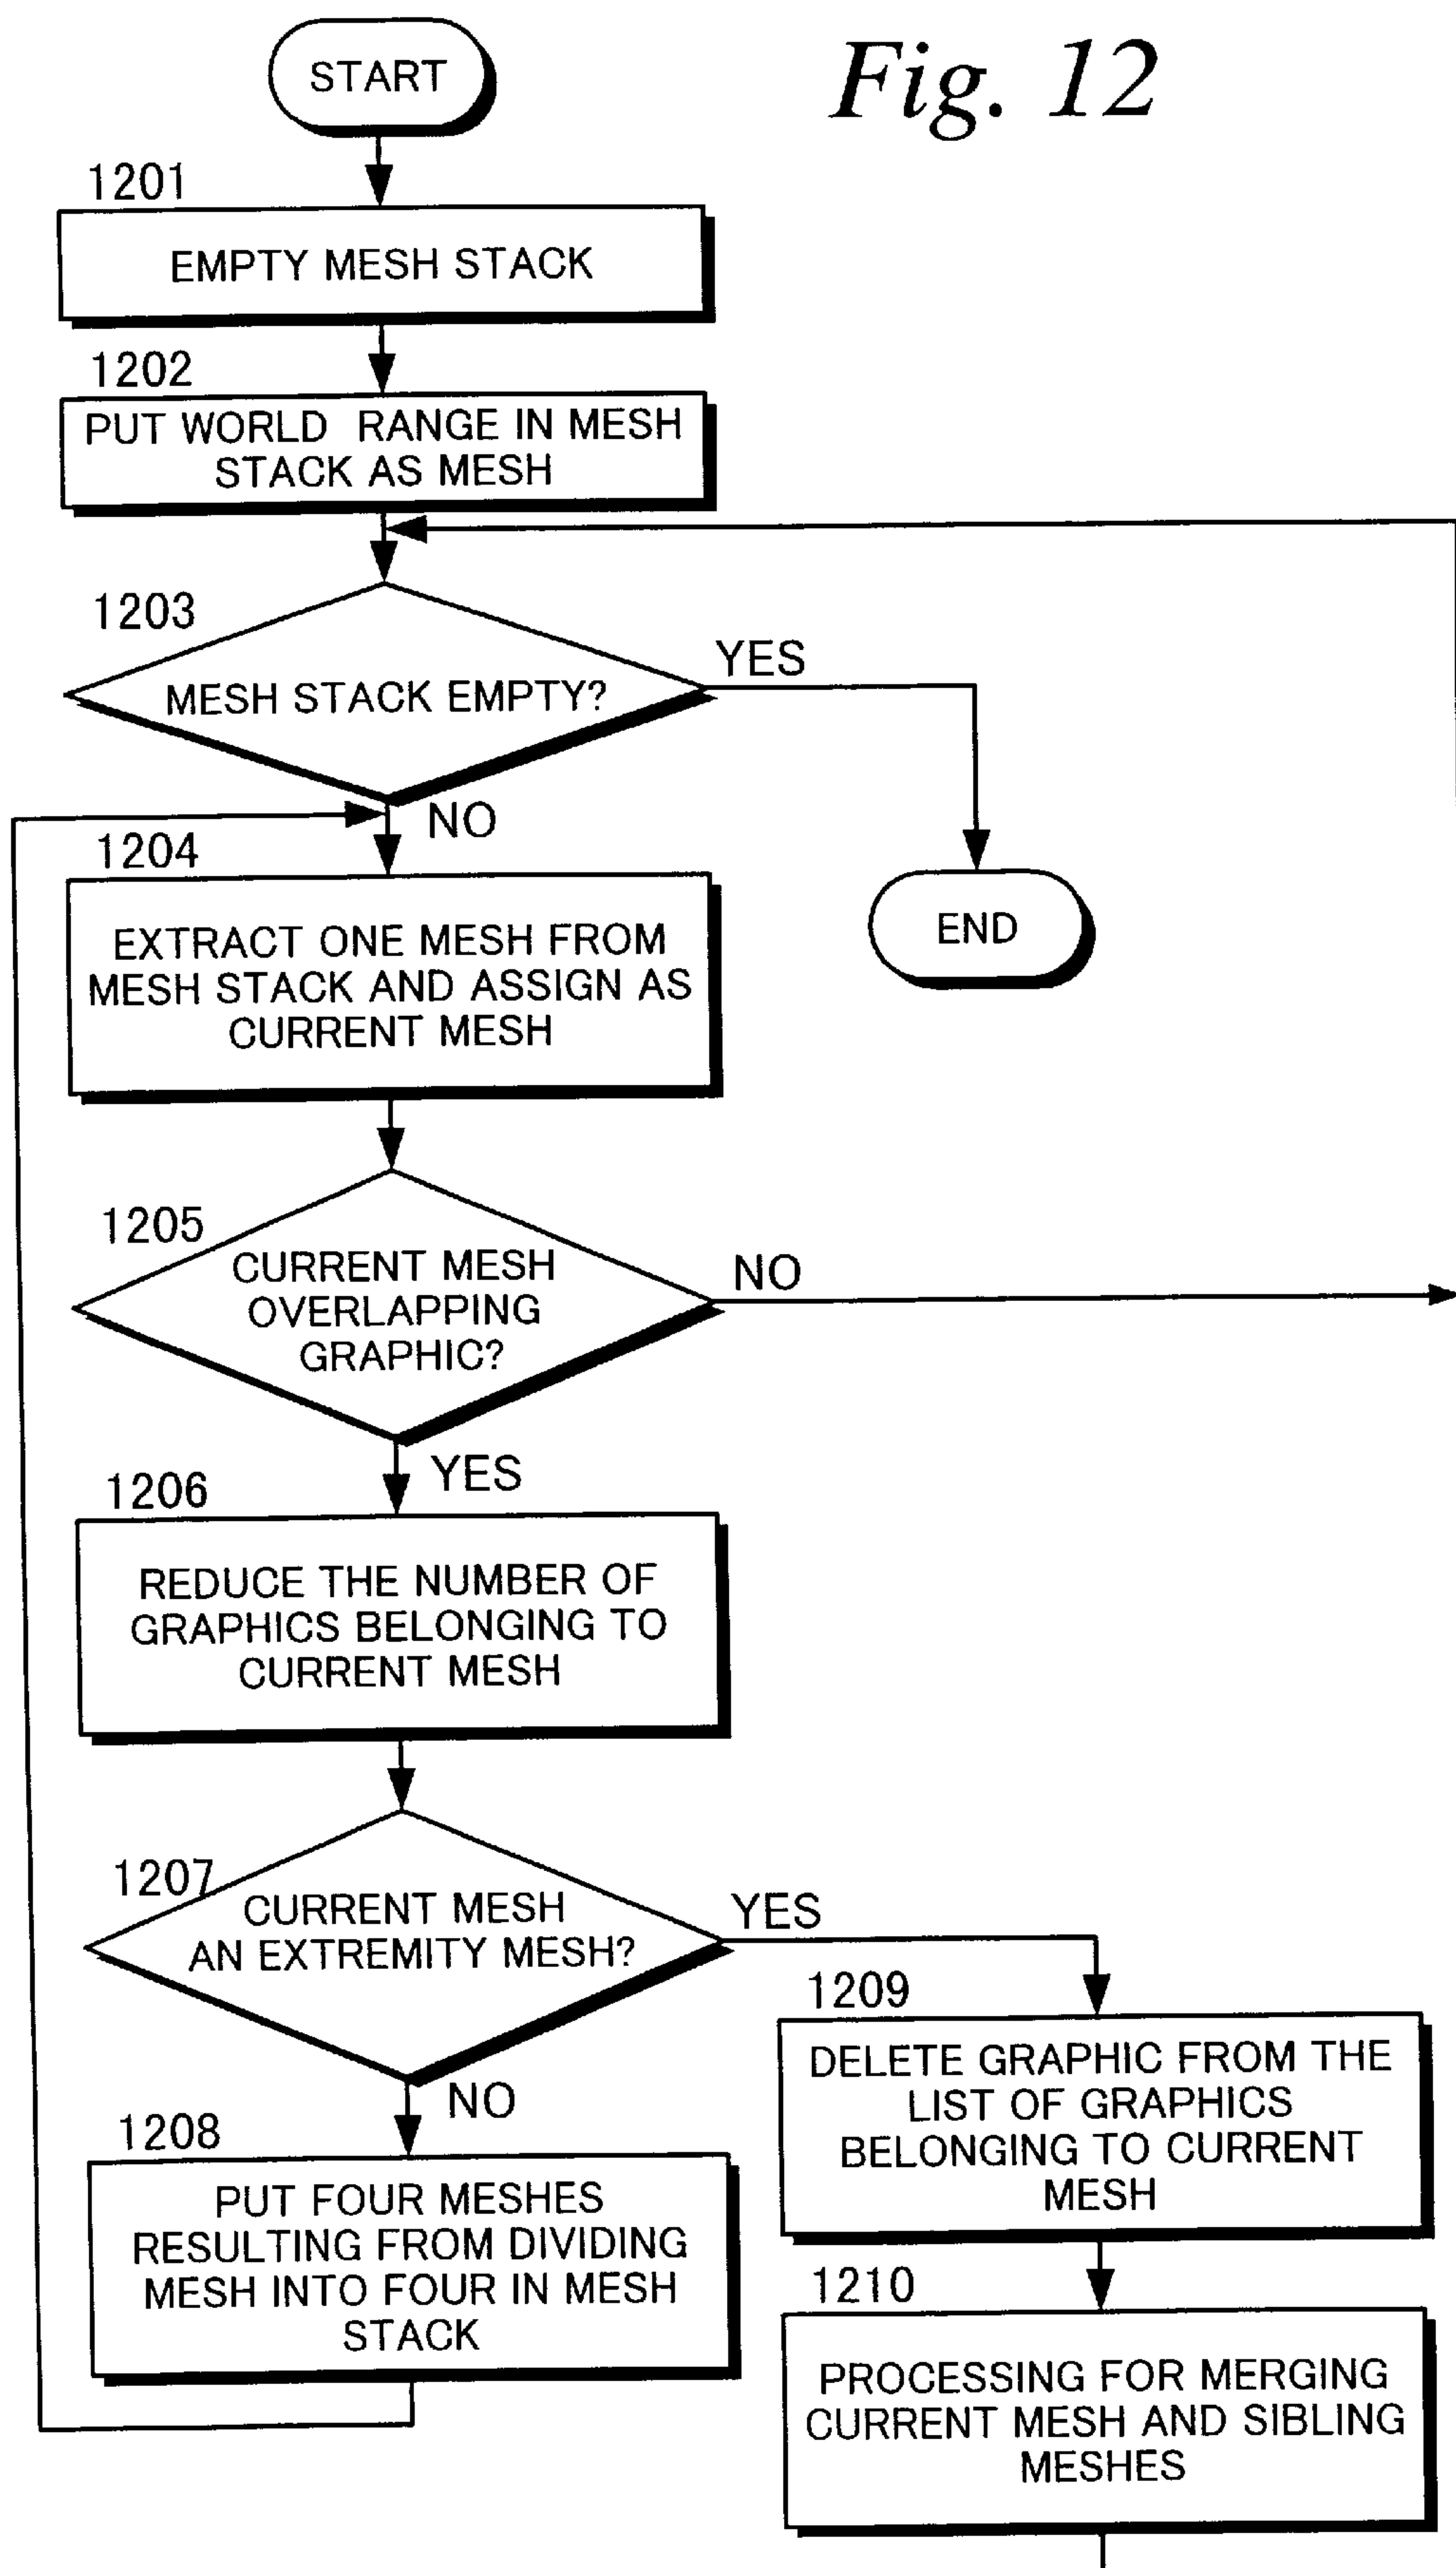 Fig. 12
START
1201
EMPTY MESH STACK
1202
PUT WORLD RANGE IN MESH
STACK AS MESH
1203
MESH STACK EMPTY?
YES
NO
END
1204
EXTRACT ONE MESH FROM
MESH STACK AND ASSIGN AS
CURRENT MESH
1205
CURRENT MESH
OVERLAPPING
GRAPHIC?
NO
YES
1206
REDUCE THE NUMBER OF
GRAPHICS BELONGING TO
CURRENT MESH
1207
CURRENT MESH
AN EXTREMITY MESH?
YES
NO
1208
PUT FOUR MESHES
RESULTING FROM DIVIDING
MESH INTO FOUR IN MESH
STACK
1209
DELETE GRAPHIC FROM THE
LIST OF GRAPHICS
BELONGING TO CURRENT
MESH
1210
PROCESSING FOR MERGING
CURRENT MESH AND SIBLING
MESHES